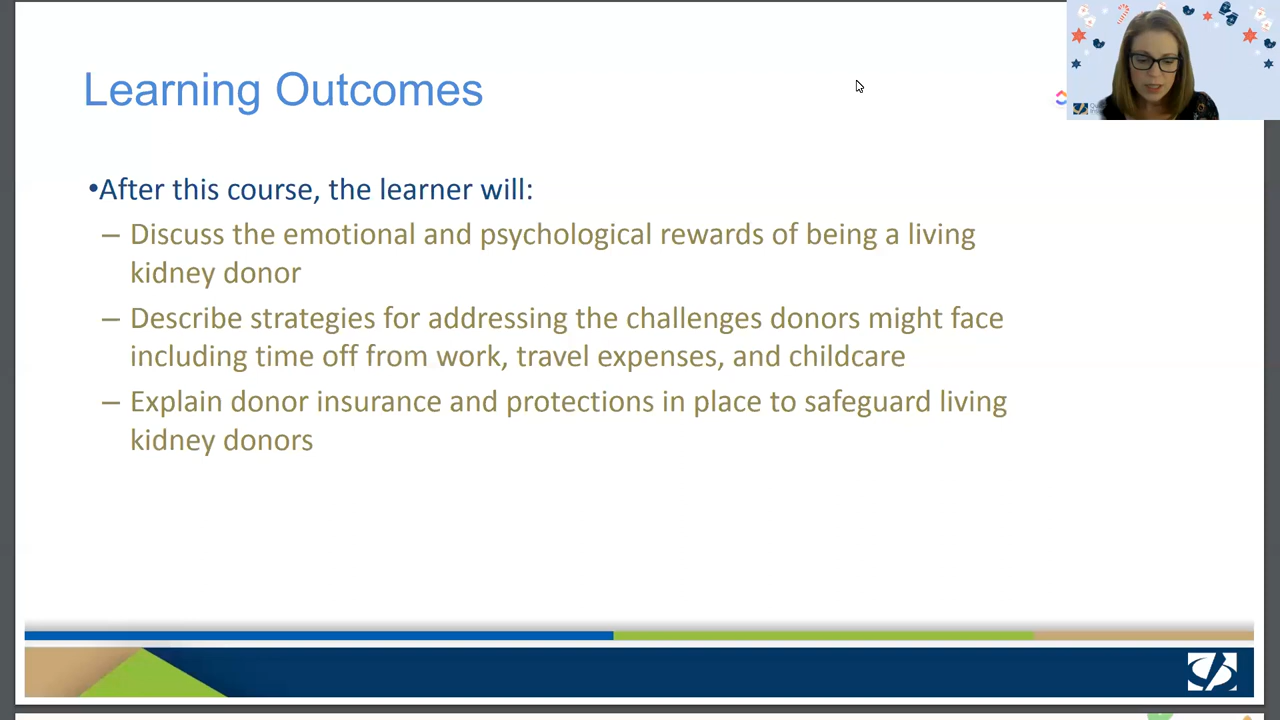 Learning Outcomes
•After this course, the learner will:
– Discuss the emotional and psychological rewards of being a living
kidney donor
– Describe strategies for addressing the challenges donors might face
including time off from work, travel expenses, and childcare
– Explain donor insurance and protections in place to safeguard living
kidney donors